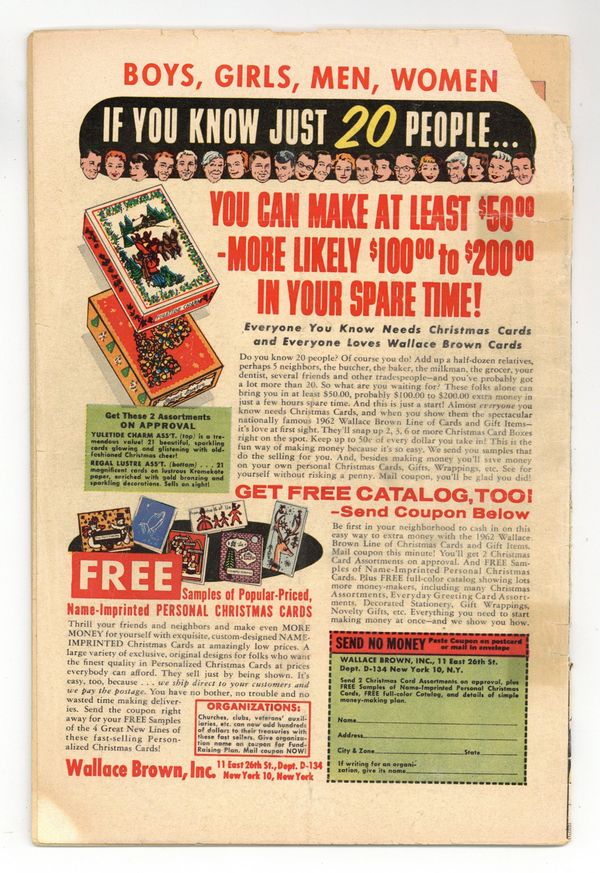 BOYS, GIRLS, MEN, WOMEN
IF YOU KNOW JUST 20 PEOPLE...
YOU CAN MAKE AT LEAST $50⁰⁰
-MORE LIKELY $100⁰⁰ to $200⁰⁰
IN YOUR SPARE TIME!
YULETIDE CHARM
Everyone You Know Needs Christmas Cards
and Everyone Loves Wallace Brown Cards
Do you know 20 people? Of course you do! Add up a half-dozen relatives,
perhaps 5 neighbors, the butcher, the baker, the milkman, the grocer, your
dentist, several friends and other tradespeople—and you've probably got
a lot more than 20. So what are you waiting for? These folks alone can
bring you in at least $50.00, probably $100.00 to $200.00 extra money in
just a few hours spare time. And this is just a start! Almost everyone you
know needs Christmas Cards, and when you show them the spectacular
nationally famous 1962 Wallace Brown Line of Cards and Gift Items—
it's love at first sight. They'll snap up 2, 5, 6 or more Christmas Card Boxes
right on the spot. Keep up to 50¢ of every dollar you take in! This is the
fun way of making money because it's so easy. We send you samples that
do the selling for you. And, besides making money you'll save money
on your own personal Christmas Cards, Gifts, Wrappings, etc. See for
yourself without risking a penny. Mail coupon, you'll be glad you did!
Get These 2 Assortments
ON APPROVAL
YULETIDE CHARM ASS'T. (top) is a tre-
mendous value! 21 beautiful, sparkling
cards glowing and glistening with old-
fashioned Christmas cheer!
REGAL LUSTRE ASS'T. (bottom) . . . 21
magnificent cards on lustrous Kromekote
paper, enriched with gold bronzing and
sparkling decorations. Sells on sight!
GET FREE CATALOG, TOO!
-Send Coupon Below
Be first in your neighborhood to cash in on this
easy way to extra money with the 1962 Wallace
Brown Line of Christmas Cards and Gift Items.
Mail coupon this minute! You'll get 2 Christmas
Card Assortments on approval. And FREE Sam-
ples of Name-Imprinted Personal Christmas
Cards. Plus FREE full-color catalog showing lots
more money-makers, including many Christmas
Assortments, Everyday Greeting Card Assort-
ments, Decorated Stationery, Gift Wrappings,
Novelty Gifts, etc. Everything you need to start
making money at once—and we show you how.
FREE
Samples of Popular-Priced,
Name-Imprinted PERSONAL CHRISTMAS CARDS
Thrill your friends and neighbors and make even MORE
MONEY for yourself with exquisite, custom-designed NAME-
IMPRINTED Christmas Cards at amazingly low prices. A
large variety of exclusive, original designs for folks who want
the finest quality in Personalized Christmas Cards at prices
everybody can afford. They sell just by being shown. It's
easy, too, because . . . we ship direct to your customers and
we pay the postage. You have no bother, no trouble and no
wasted time making deliver-
ies. Send the coupon right
away for your FREE Samples
of the 4 Great New Lines of
these fast-selling Person-
alized Christmas Cards!
ORGANIZATIONS:
Churches, clubs, veterans' auxil-
iaries, etc. can now add hundreds
of dollars to their treasuries with
these fast sellers. Give organiza-
tion name on coupon for Fund-
Raising Plan. Mail coupon NOW!
Wallace Brown, Inc. 11 East 26th St., Dept. D-134
New York 10, New York
SEND NO MONEY Paste Coupon on postcard
or mail in envelope
WALLACE BROWN, INC., 11 East 26th St.
Dept. D-134 New York 10, N.Y.
Send 2 Christmas Card Assortments on approval, plus
FREE Samples of Name-Imprinted Personal Christmas
Cards, FREE full-color Catalog, and details of simple
money-making plan.
Name
Address
City & Zone State
If writing for an organi-
zation, give its name